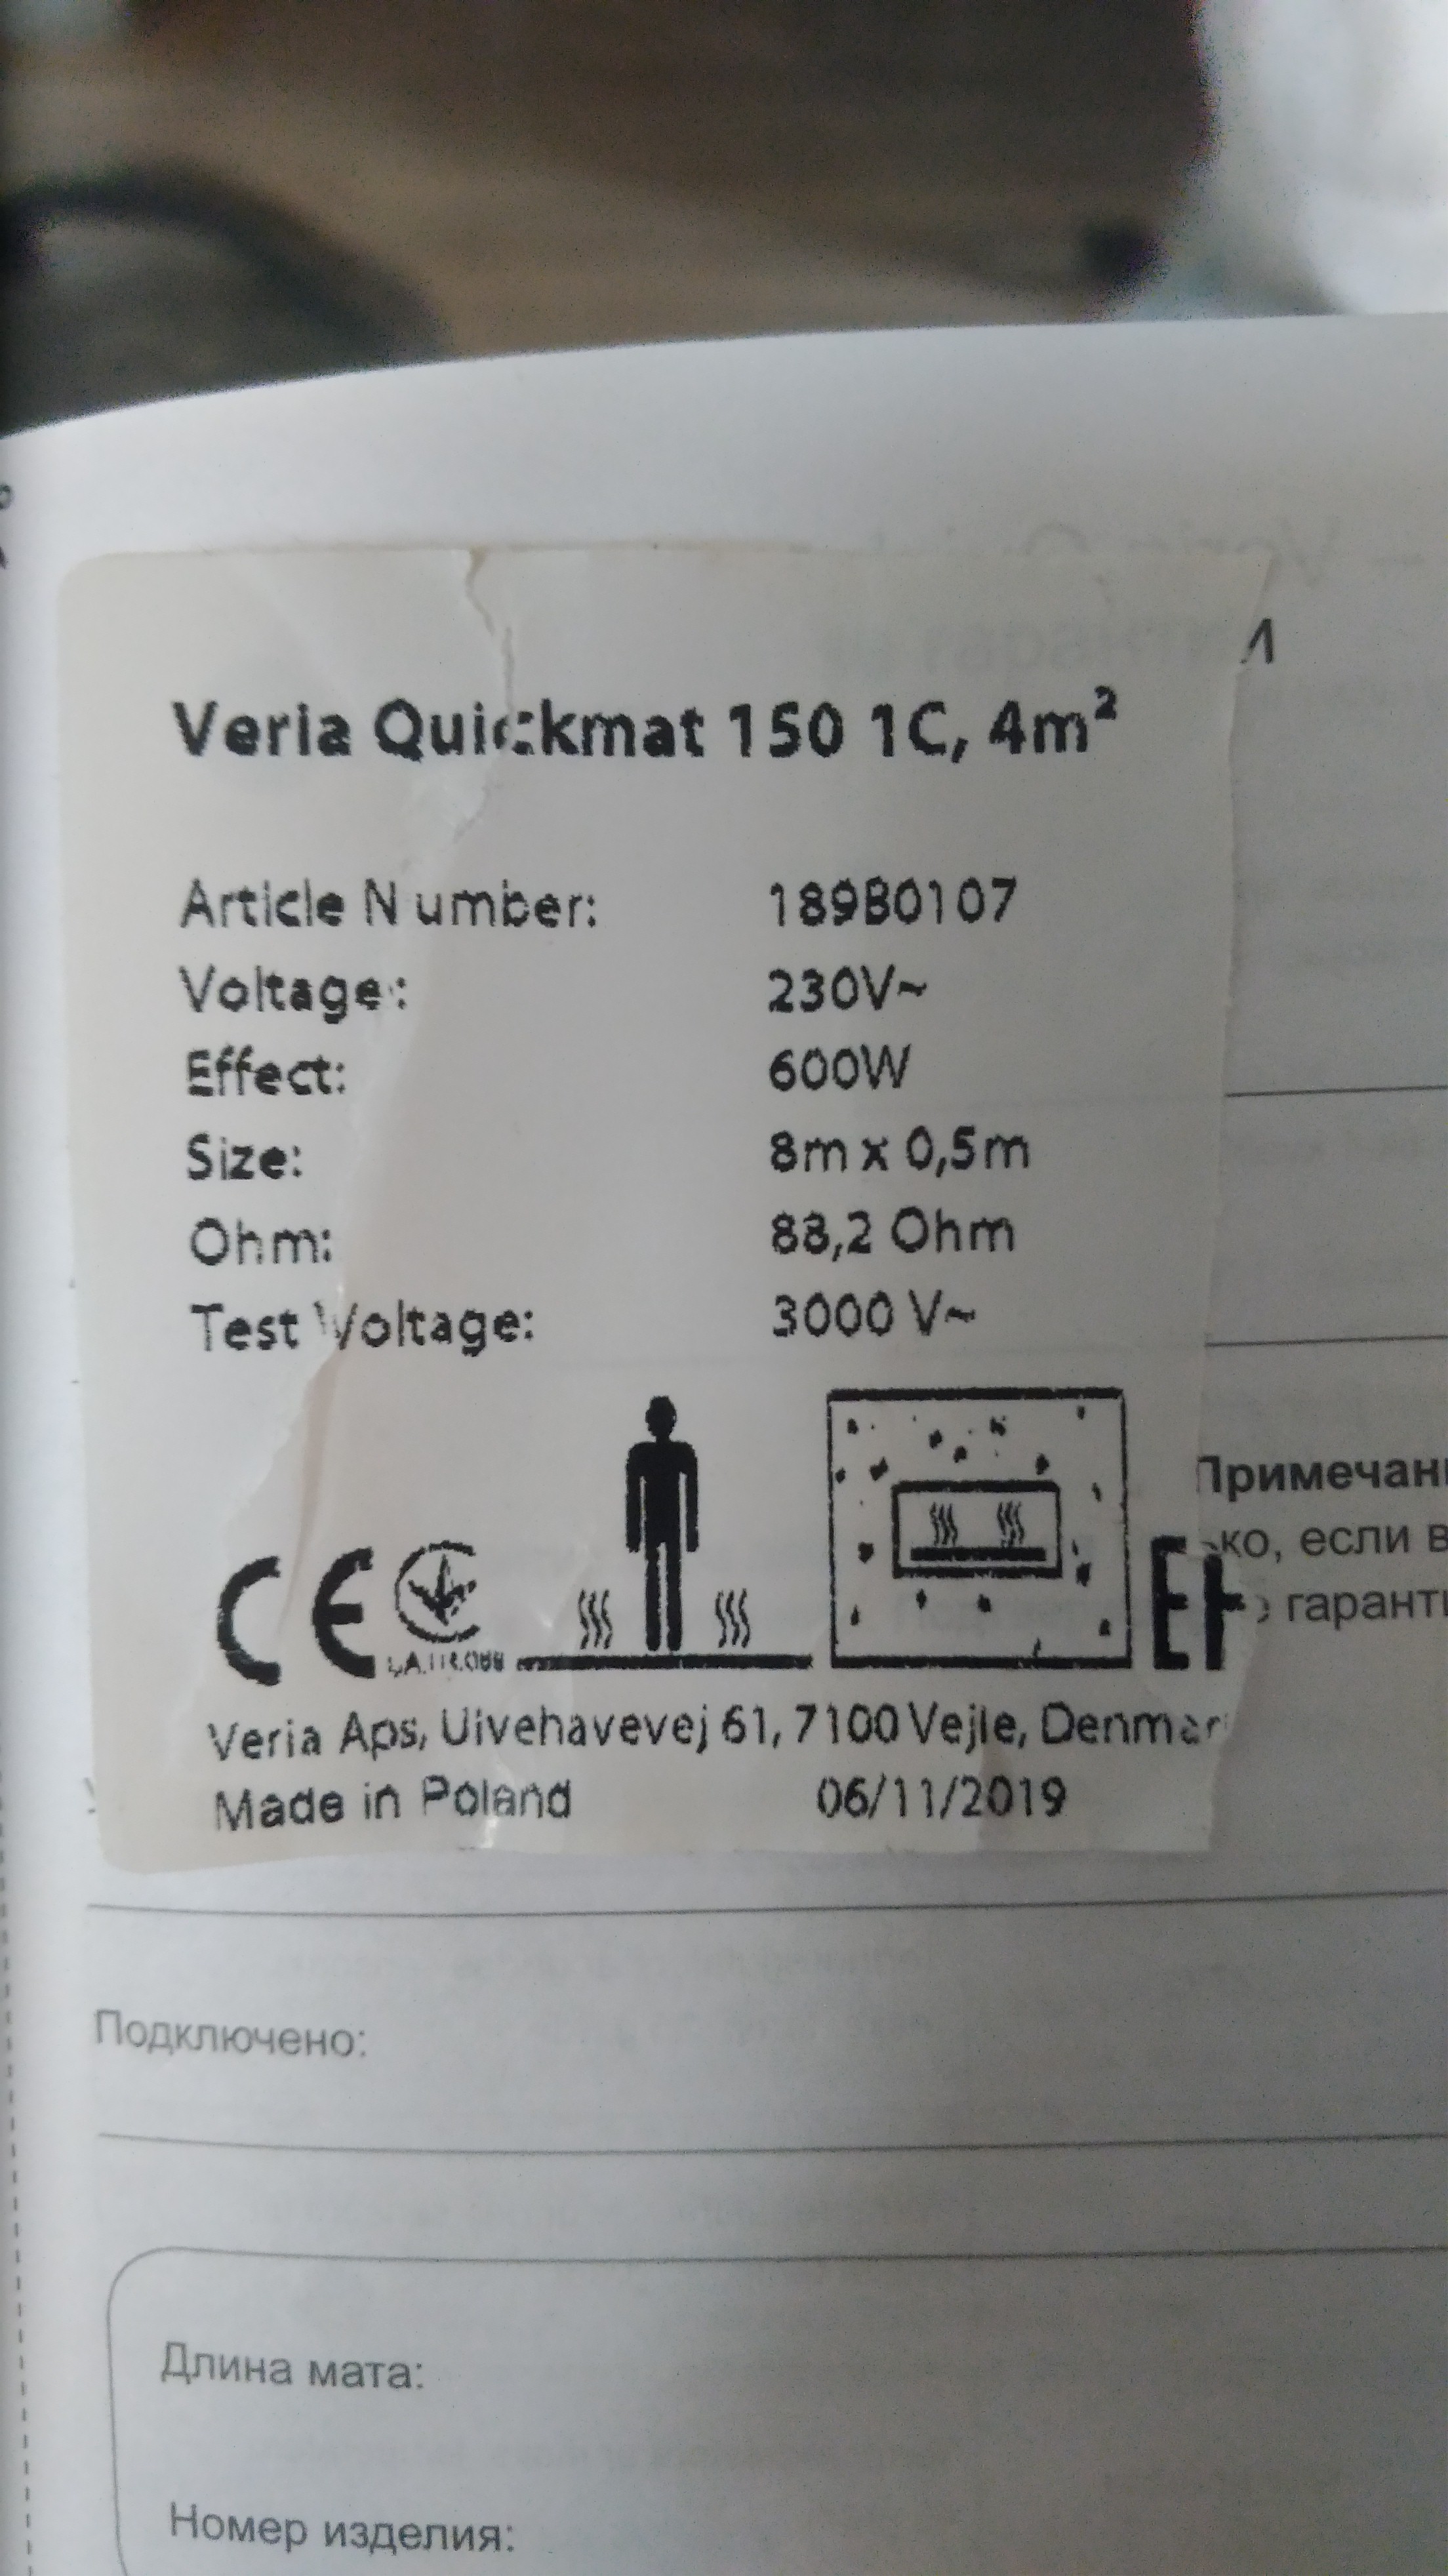 Veria Quickmat 150 1C, 4m²
Article Number: 189B0107
Voltage: 230V~
Effect: 600W
Size: 8m x 0,5m
Ohm: 88,2 Ohm
Test Voltage: 3000 V~
Примечан
ко, если в
гарант
CE
Veria Aps, Ulvehavevej 61, 7100 Vejle, Denmar
Made in Poland 06/11/2019
Подключено:
Длина мата:
Номер изделия: